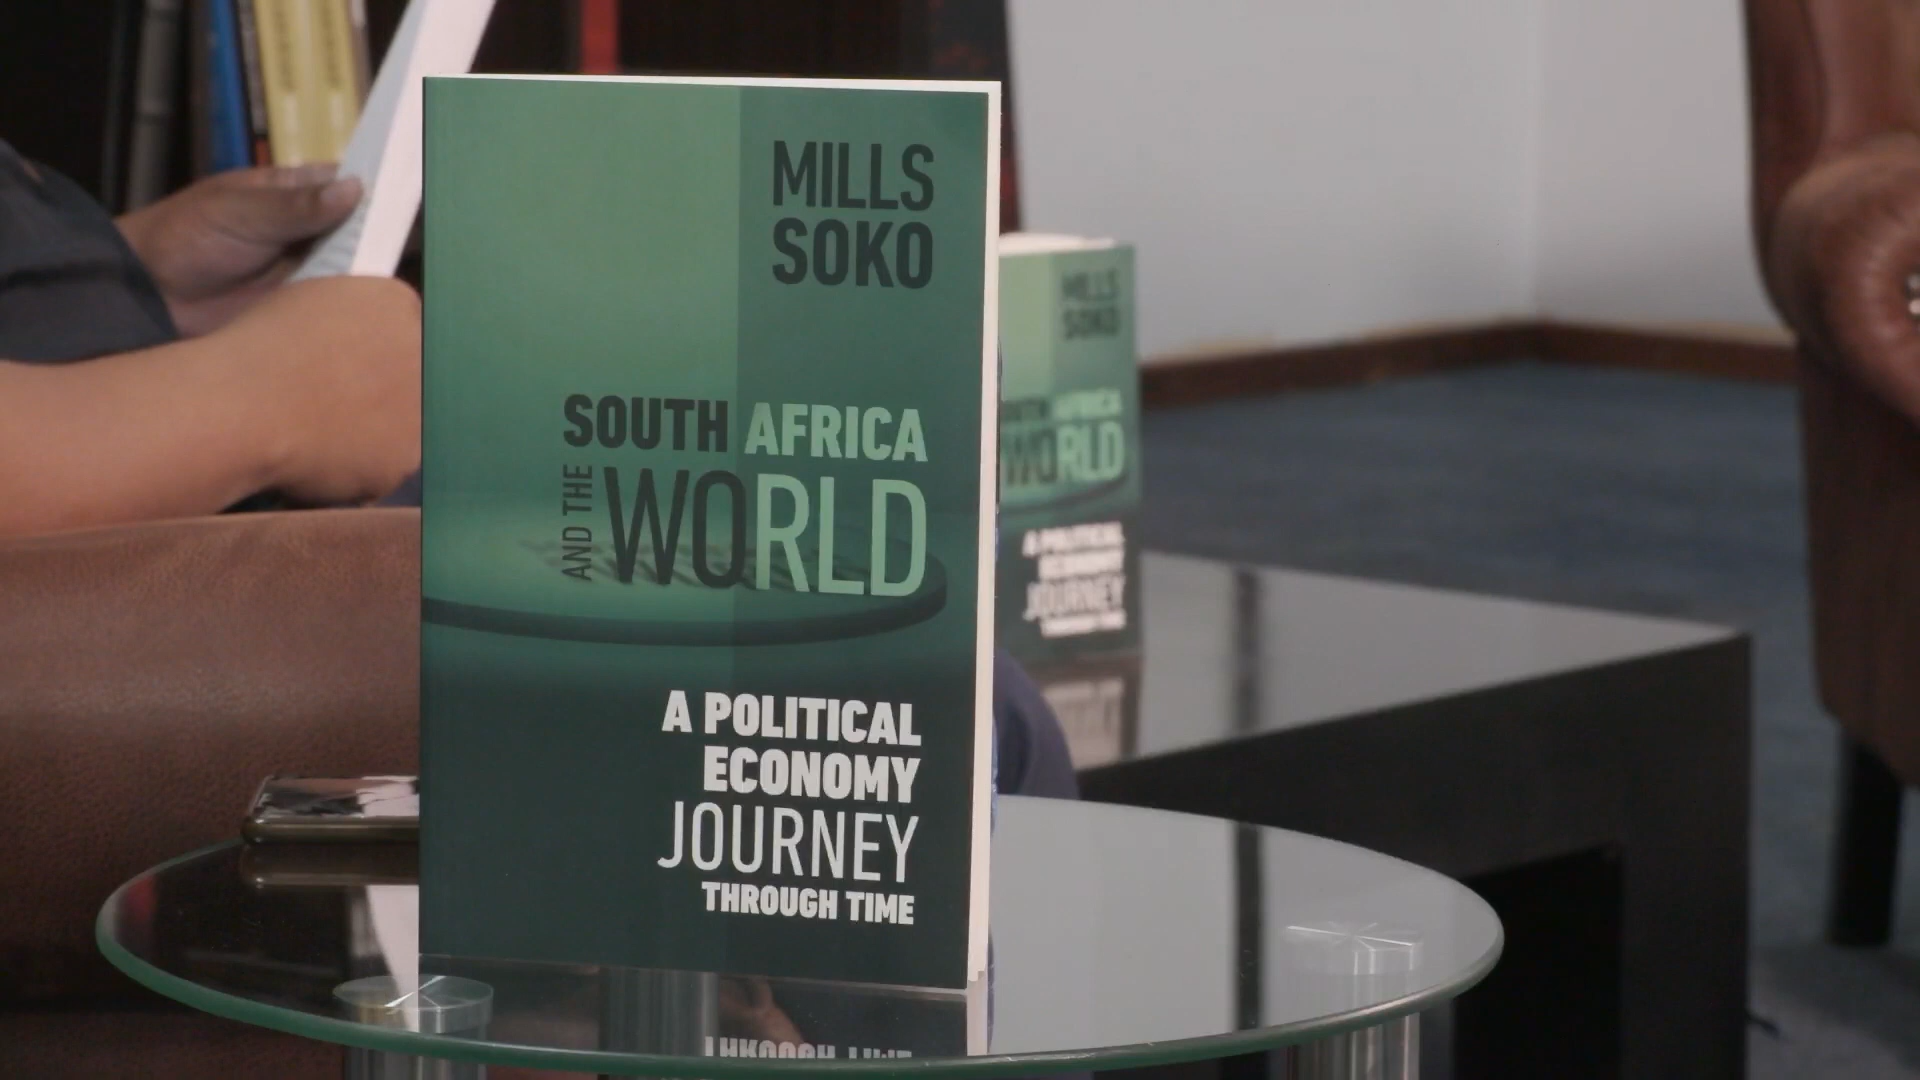 MILLS
SOKO
SOUTH AFRICA
AND THE WORLD
A POLITICAL
ECONOMY
JOURNEY
THROUGH TIME
MILLS
SOKO
SOUTH AFRICA
WORLD
A POLITICAL
ECONOMY
JOURNEY
THROUGH TIME